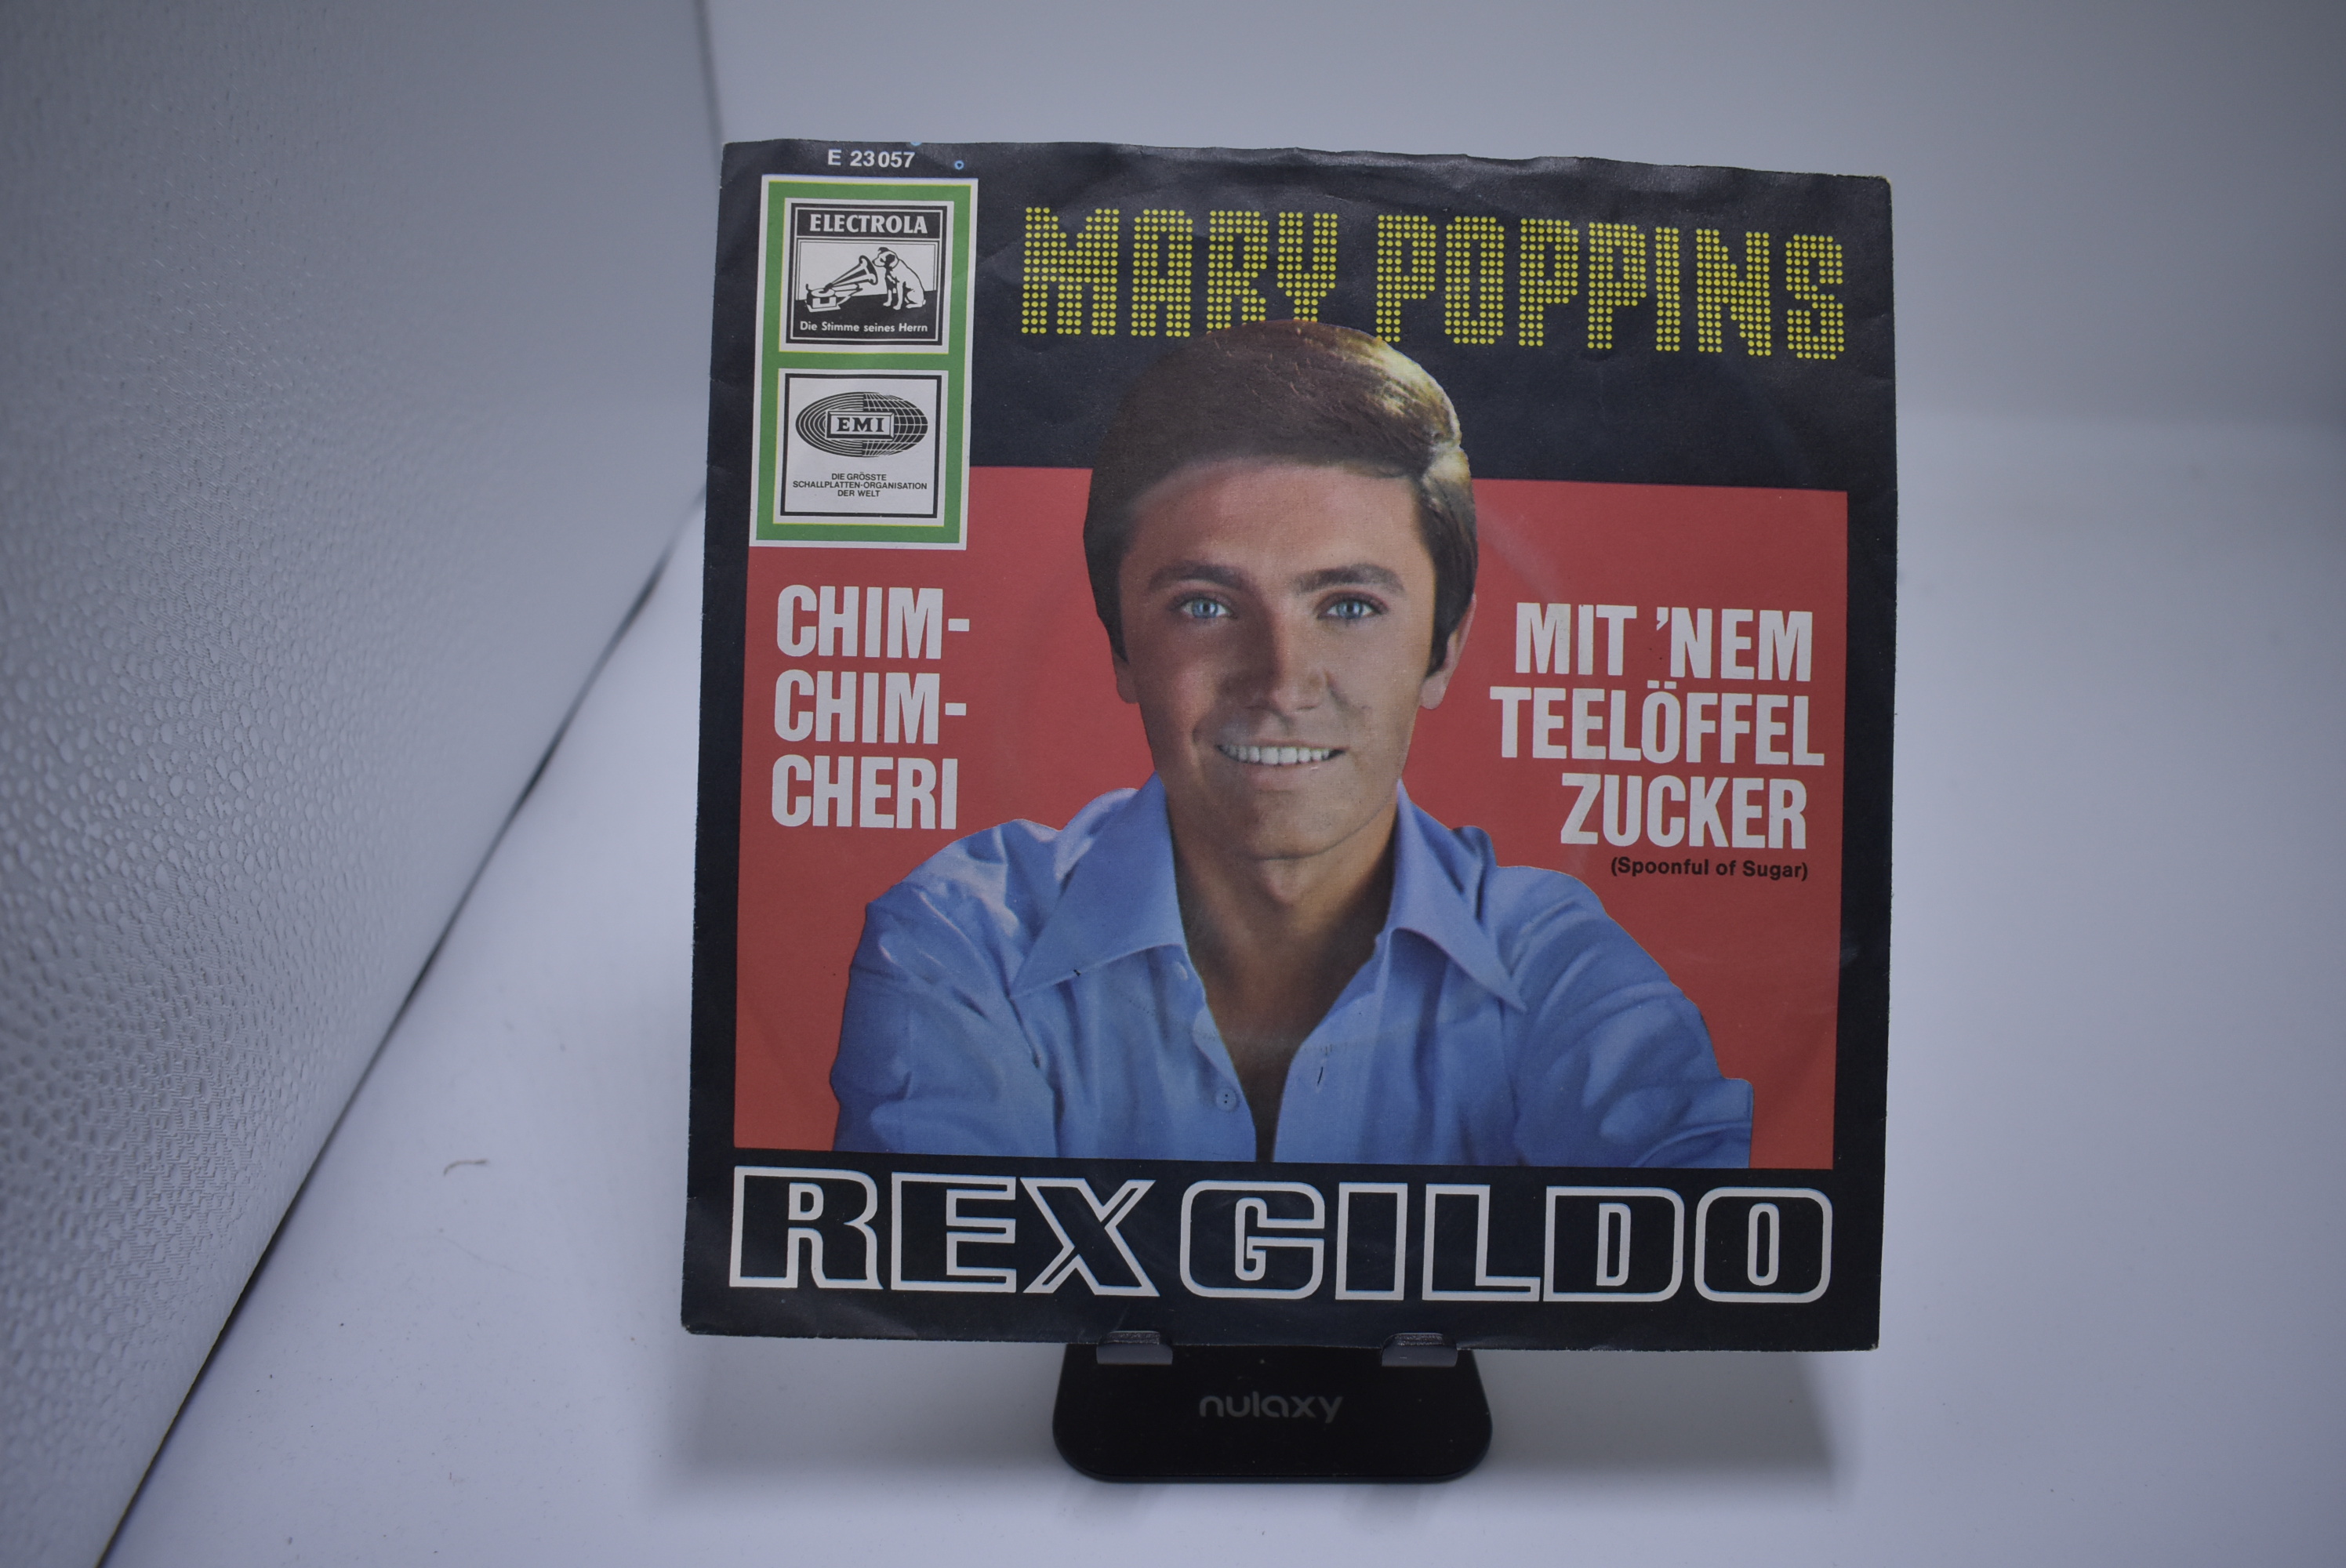 E 23057
ELECTROLA
Die Stimme seines Herrn
EMI
DIE GRÖSSTE
SCHALLPLATTEN-ORGANISATION
DER WELT
MARY POPPINS
CHIM-
CHIM-
CHERI
MIT 'NEM
TEELÖFFEL
ZUCKER
(Spoonful of Sugar)
REX GILDO
nulaxy